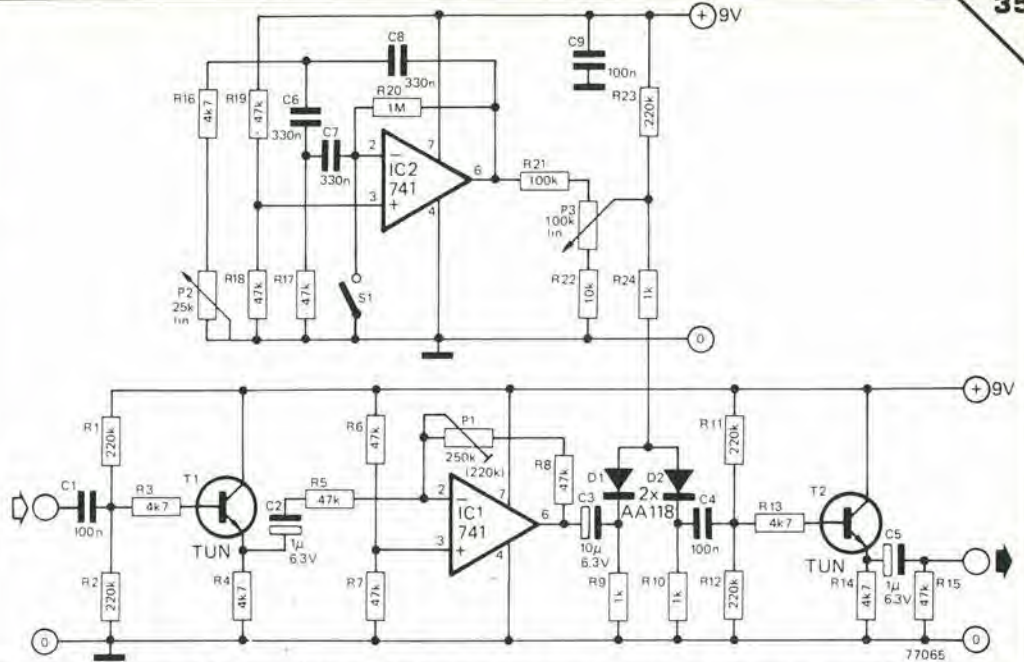 35
+ 9V
C8
330n
C9
100n
R16
4k7
R19
47k
C6
330n
R20
1M
C7
330n
R23
220k
2
7
IC2
741
6
3
+
4
R21
100k
P3
100k
lin
P2
25k
lin
R18
47k
R17
47k
S1
R22
10k
R24
1k
0
+ 9V
R1
220k
R6
47k
P1
250k
(220k)
R11
220k
R8
47k
C1
100n
R3
4k7
T1
TUN
R5
47k
C2
1µ
6.3V
2
7
IC1
741
6
3
+
4
C3
10µ
6.3V
D1
D2
2x
AA118
C4
100n
R13
4k7
T2
TUN
C5
1µ
6.3V
R2
220k
R4
4k7
R7
47k
R9
1k
R10
1k
R12
220k
R14
4k7
R15
47k
0
0
77065